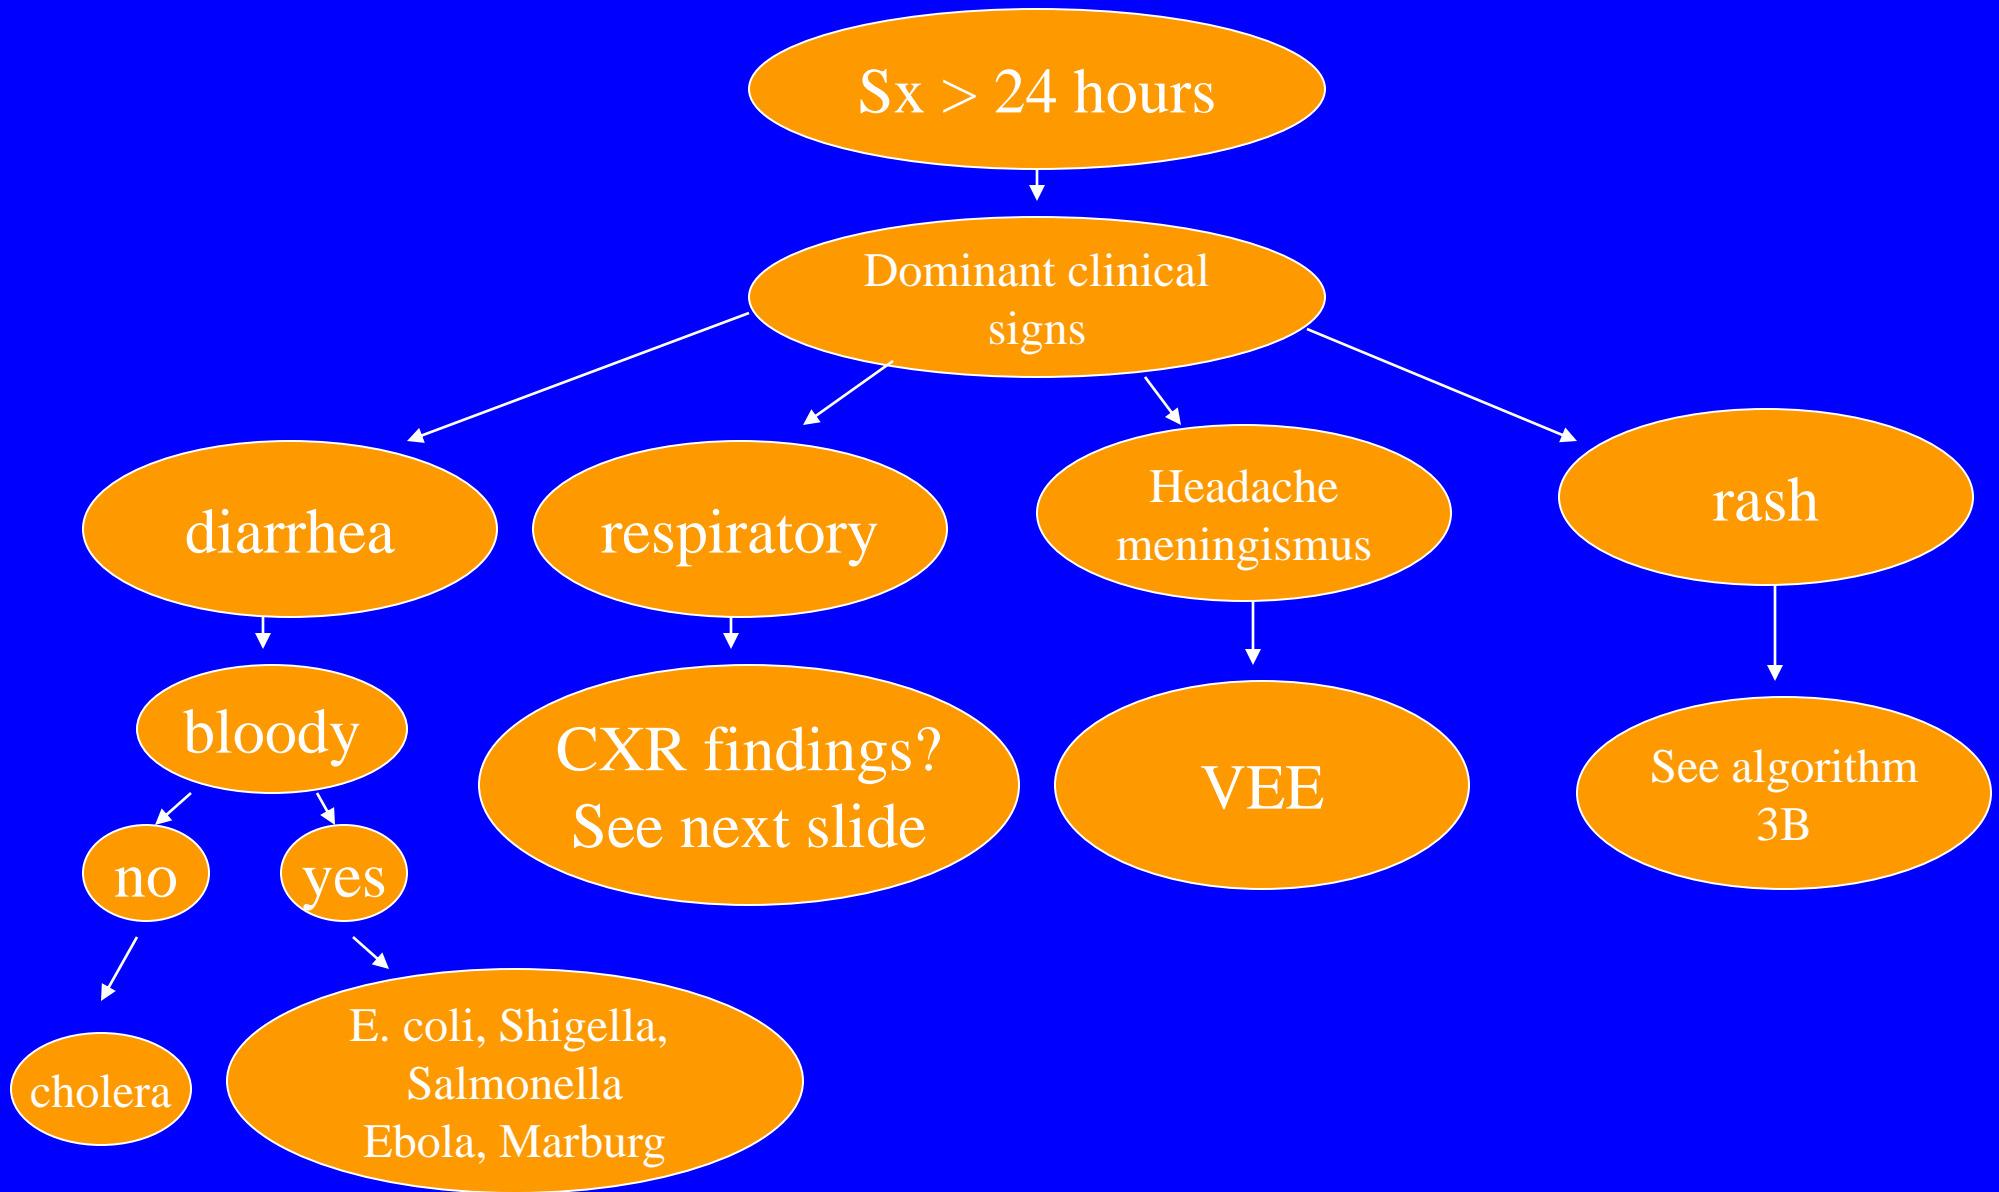 Sx > 24 hours
Dominant clinical
signs
diarrhea
respiratory
Headache
meningismus
rash
bloody
CXR findings?
See next slide
VEE
See algorithm
3B
no
yes
cholera
E. coli, Shigella,
Salmonella
Ebola, Marburg